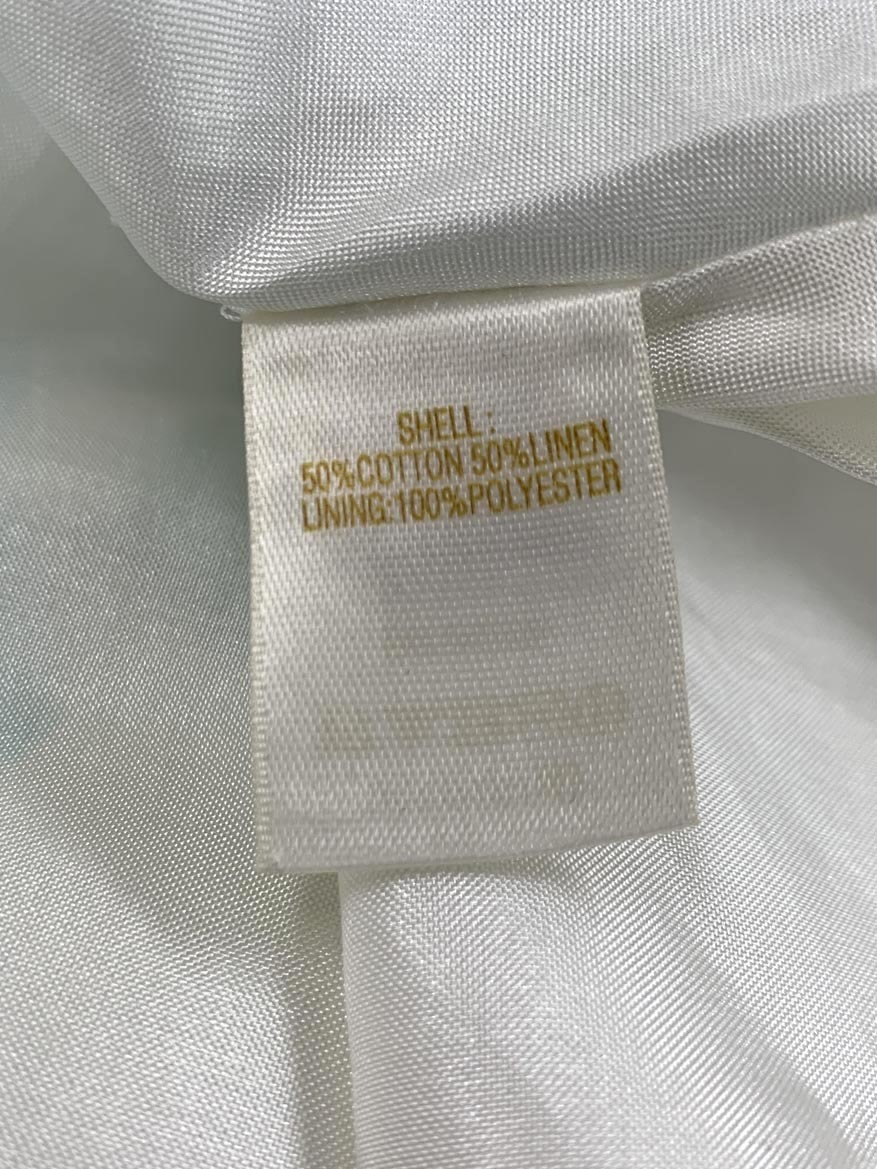 SHELL:
50%COTTON 50%LINEN
LINING:100%POLYESTER